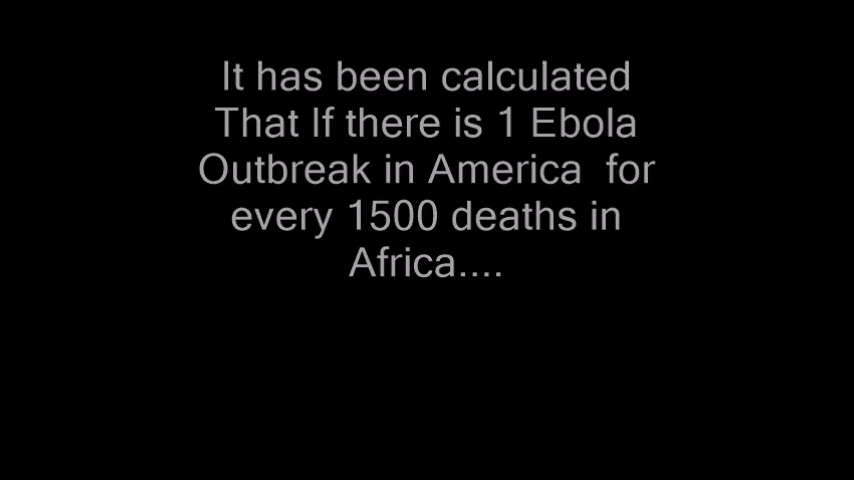 It has been calculated
That If there is 1 Ebola
Outbreak in America  for
every 1500 deaths in
Africa....